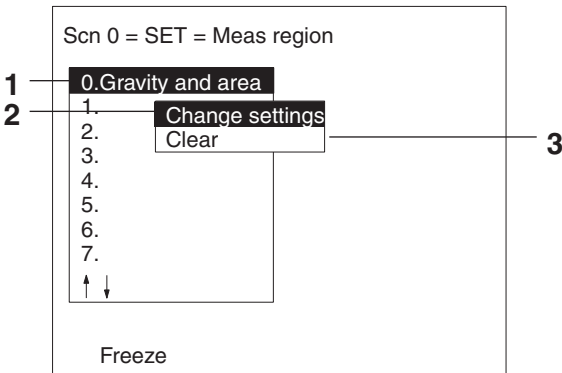 Scn 0 = SET = Meas region
1
0.Gravity and area
2
1.
Change settings
2.
Clear
3
3.
4.
5.
6.
7.
↑ ↓
Freeze